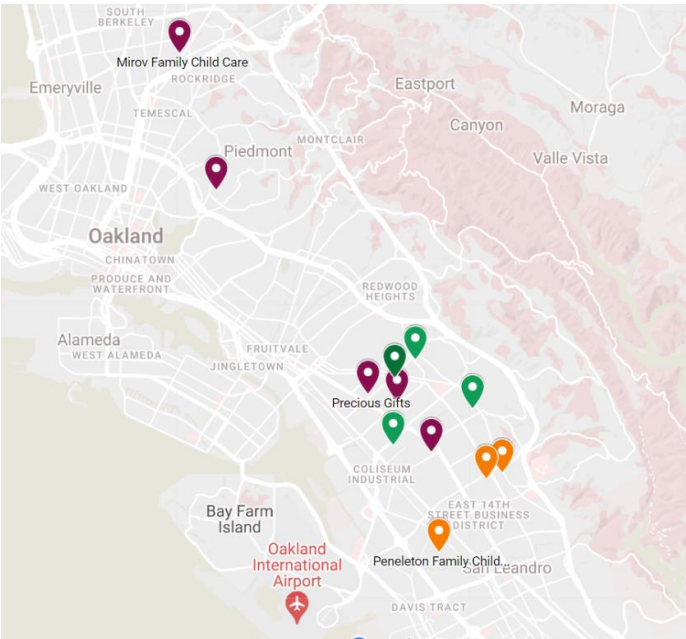 SOUTH
BERKELEY
Mirov Family Child Care
ROCKRIDGE
Emeryville
Eastport
TEMESCAL
Moraga
Canyon
MONTCLAIR
Piedmont
Valle Vista
WEST OAKLAND
Oakland
CHINATOWN
PRODUCE AND
WATERFRONT
REDWOOD
HEIGHTS
Alameda
WEST ALAMEDA
FRUITVALE
JINGLETOWN
Precious Gifts
COLISEUM
INDUSTRIAL
Bay Farm
Island
EAST 14TH
STREET BUSINESS
DISTRICT
Oakland
International
Airport
Peneleton Family Child...
San Leandro
DAVIS TRACT